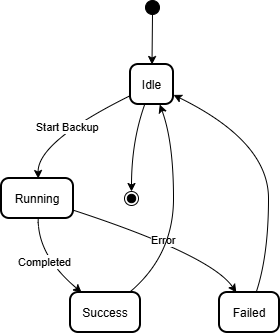 Idle
Start Backup
Running
Error
Completed
Success
Failed